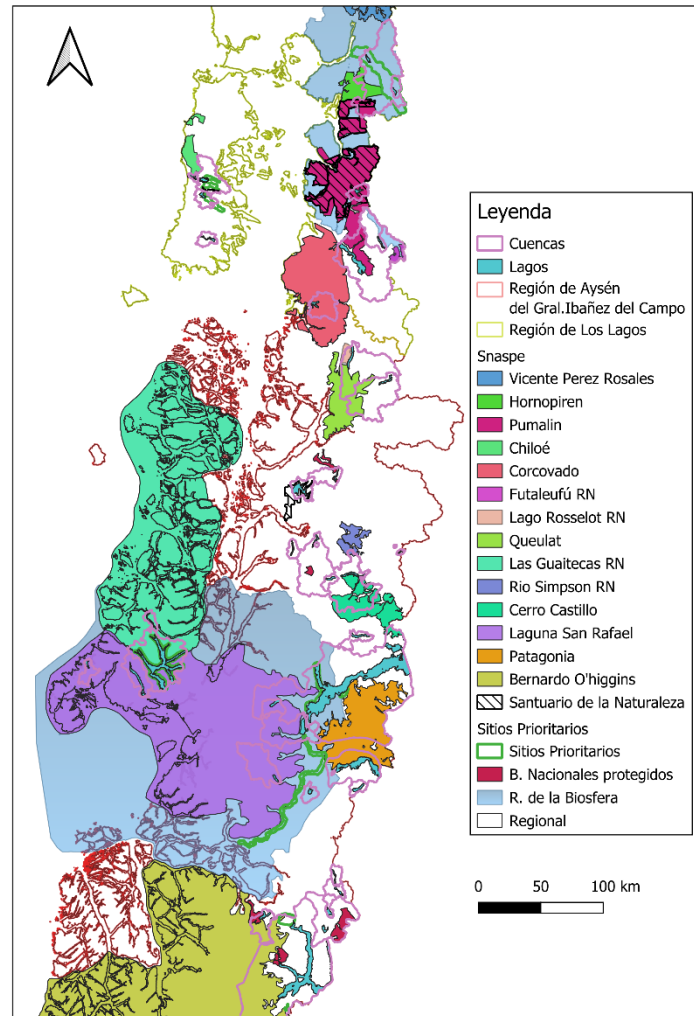 Leyenda
Cuencas
Lagos
Región de Aysén
del Gral.Ibañez del Campo
Región de Los Lagos
Snaspe
Vicente Perez Rosales
Hornopiren
Pumalin
Chiloé
Corcovado
Futaleufú RN
Lago Rosselot RN
Queulat
Las Guaitecas RN
Rio Simpson RN
Cerro Castillo
Laguna San Rafael
Patagonia
Bernardo O'higgins
Santuario de la Naturaleza
Sitios Prioritarios
Sitios Prioritarios
B. Nacionales protegidos
R. de la Biosfera
Regional
0 50 100 km